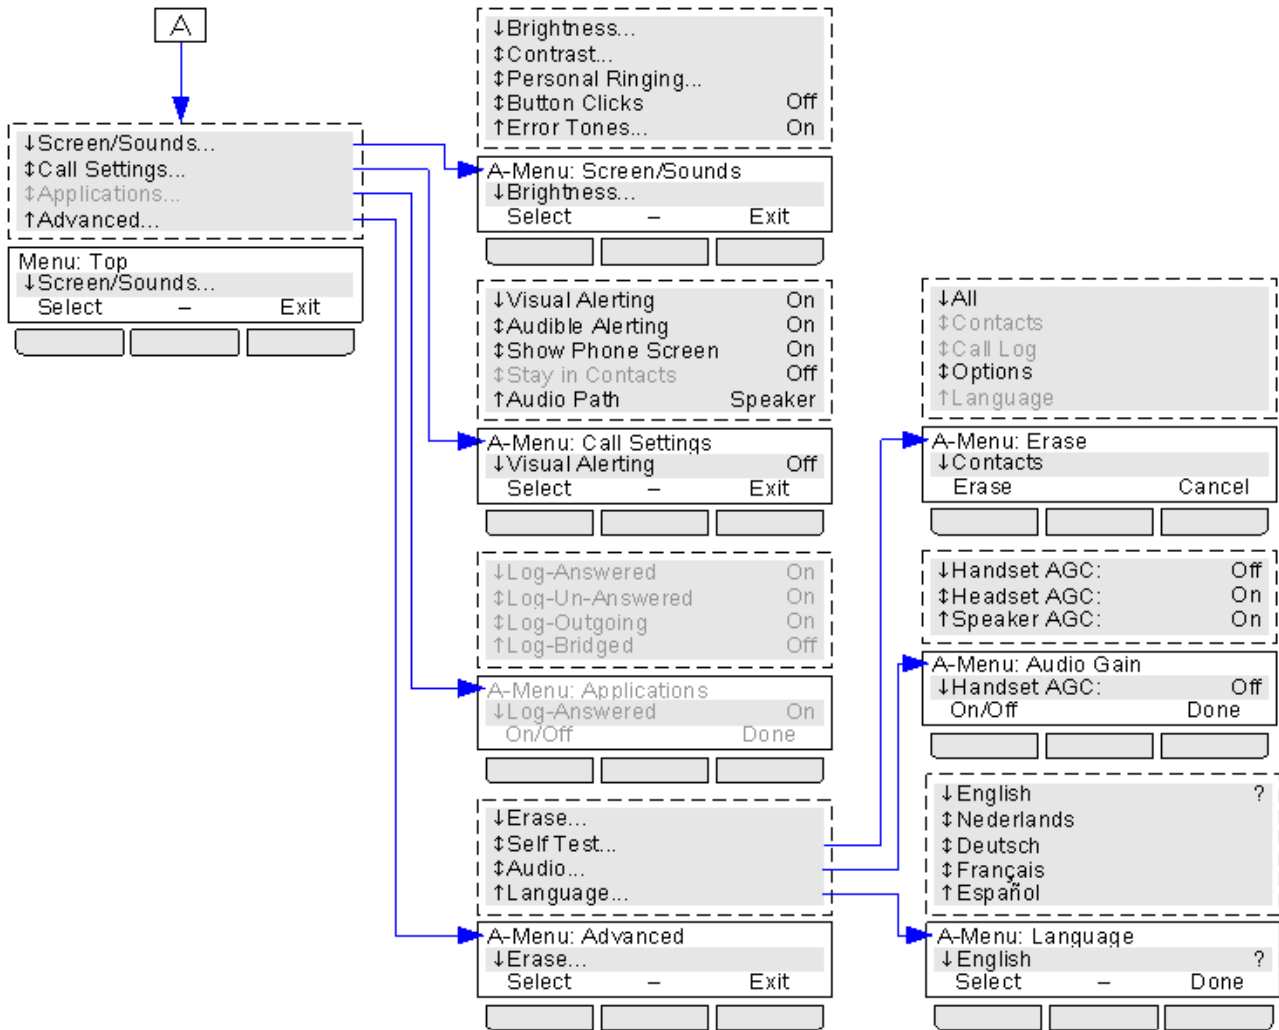 A
↓Screen/Sounds...
↕Call Settings...
↕Applications...
↑Advanced...
Menu: Top
↓Screen/Sounds...
Select – Exit
↓Brightness...
↕Contrast...
↕Personal Ringing...
↕Button Clicks Off
↑Error Tones... On
A-Menu: Screen/Sounds
↓Brightness...
Select – Exit
↓Visual Alerting On
↕Audible Alerting On
↕Show Phone Screen On
↕Stay in Contacts Off
↑Audio Path Speaker
A-Menu: Call Settings
↓Visual Alerting Off
Select – Exit
↓Log-Answered On
↕Log-Un-Answered On
↕Log-Outgoing On
↑Log-Bridged Off
A-Menu: Applications
↓Log-Answered On
On/Off Done
↓Erase...
↕Self Test...
↕Audio...
↑Language...
A-Menu: Advanced
↓Erase...
Select – Exit
↓All
↕Contacts
↕Call Log
↕Options
↑Language
A-Menu: Erase
↓Contacts
Erase Cancel
↓Handset AGC: Off
↕Headset AGC: On
↑Speaker AGC: On
A-Menu: Audio Gain
↓Handset AGC: Off
On/Off Done
↓English ?
↕Nederlands
↕Deutsch
↕Français
↑Español
A-Menu: Language
↓English ?
Select – Done